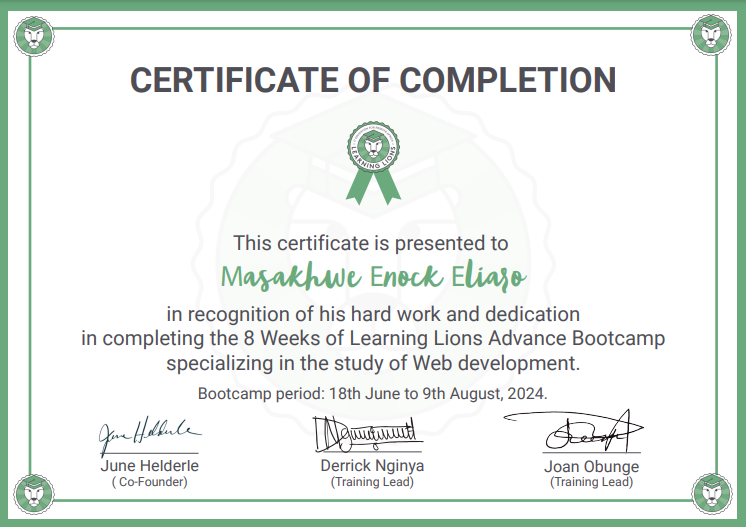 CERTIFICATE OF COMPLETION
LEARNING LIONS
This certificate is presented to
Masakhwe Enock Eliaro
in recognition of his hard work and dedication
in completing the 8 Weeks of Learning Lions Advance Bootcamp
specializing in the study of Web development.
Bootcamp period: 18th June to 9th August, 2024.
June Helderle
June Helderle
( Co-Founder)
Derrick Nginya
(Training Lead)
Joan Obunge
(Training Lead)